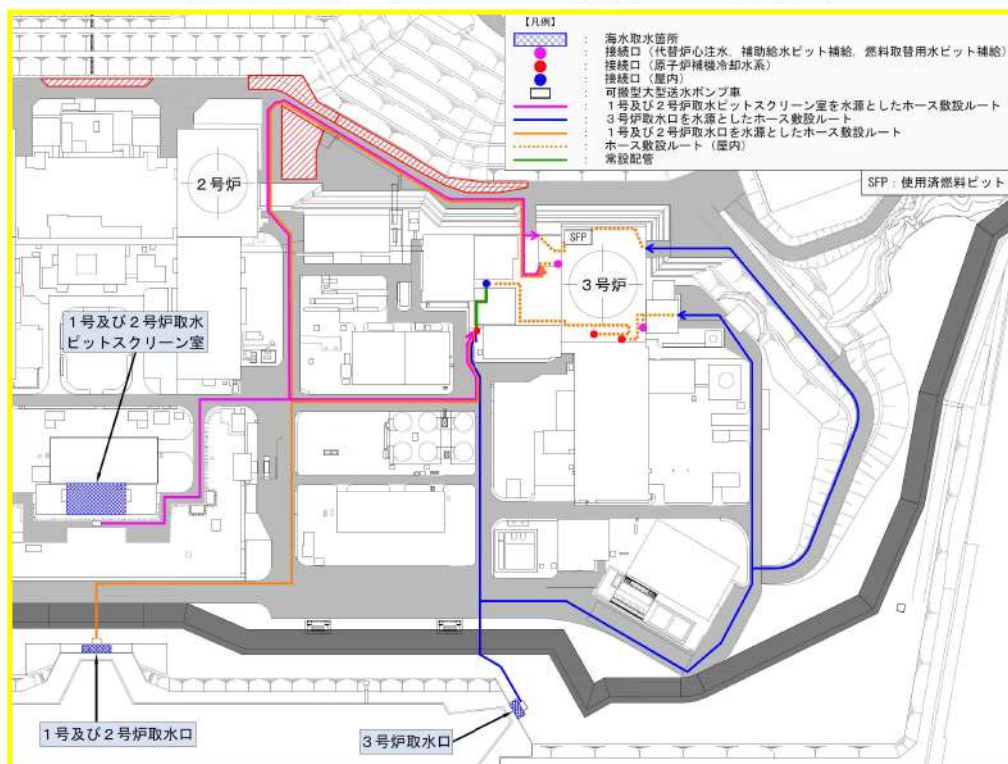 【凡例】
： 海水取水箇所
： 接続口（代替炉心注水，補助給水ピット補給，燃料取替用水ピット補給）
： 接続口（原子炉補機冷却水系）
： 接続口（屋内）
： 可搬型大型送水ポンプ車
： １号及び２号炉取水ピットスクリーン室を水源としたホース敷設ルート
： ３号炉取水口を水源としたホース敷設ルート
： １号及び２号炉取水口を水源としたホース敷設ルート
： ホース敷設ルート（屋内）
： 常設配管
SFP：使用済燃料ピット
２号炉
SFP
３号炉
１号及び２号炉取水
ピットスクリーン室
１号及び２号炉取水口
３号炉取水口